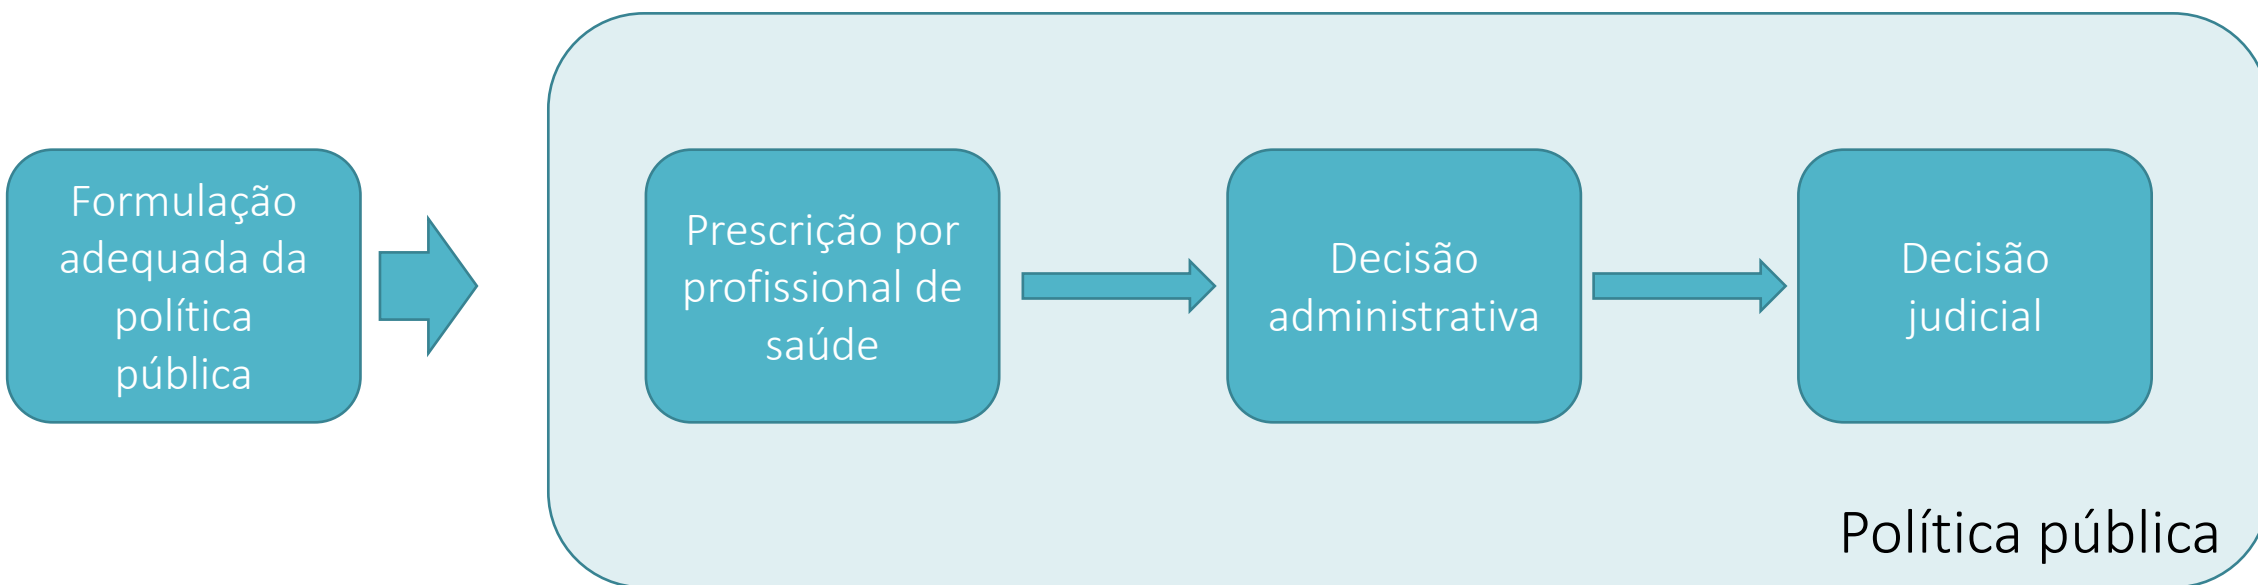 Formulação
adequada da
política
pública
Prescrição por
profissional de
saúde
Decisão
administrativa
Decisão
judicial
Política pública